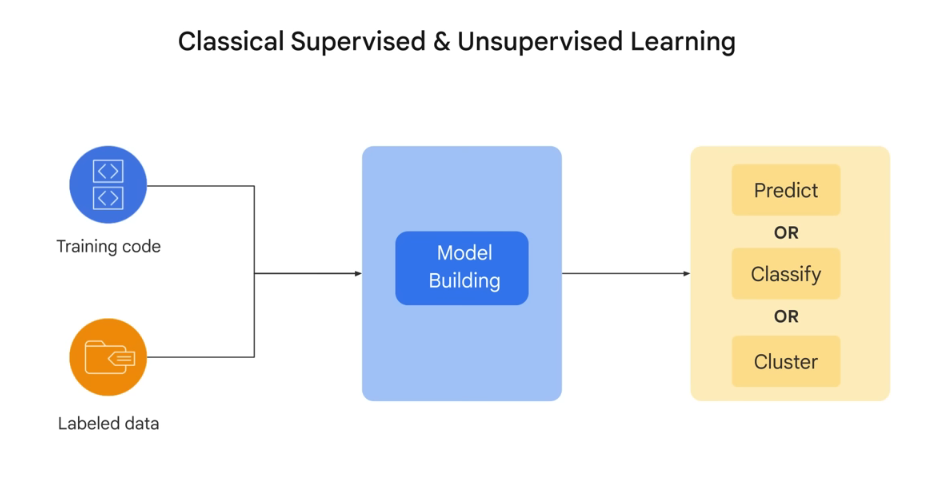 Classical Supervised & Unsupervised Learning
Training code
Labeled data
Model
Building
Predict
OR
Classify
OR
Cluster